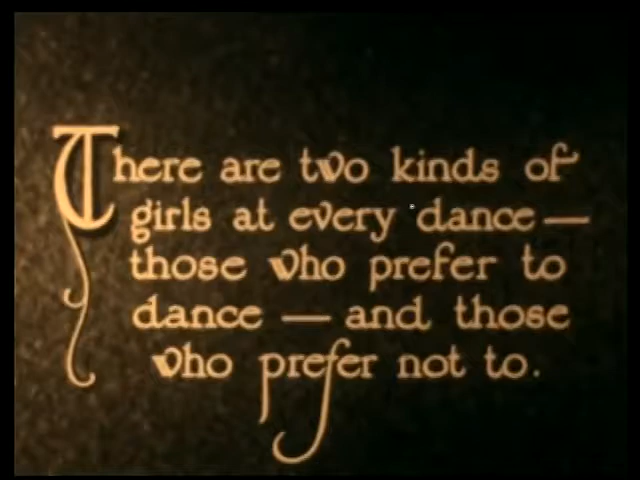 There are two kinds of
girls at every dance —
those who prefer to
dance — and those
who prefer not to.